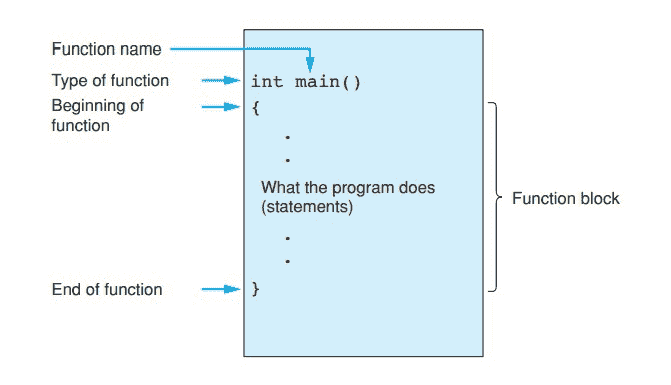 Function name
Type of function
int main()
Beginning of
function
{
.
.
What the program does
(statements)
Function block
.
.
End of function
}